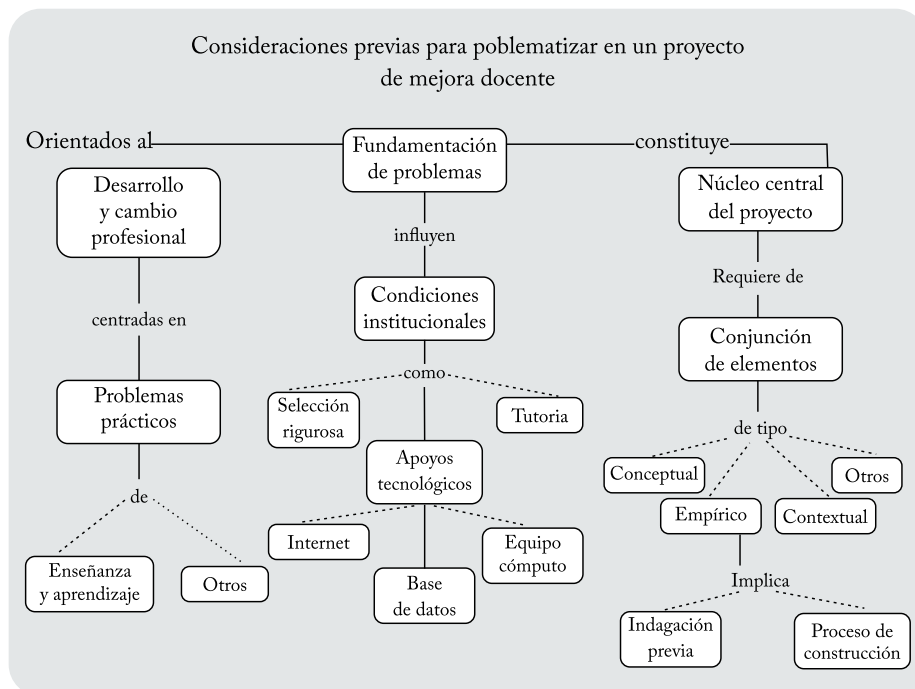 Consideraciones previas para poblematizar en un proyecto
de mejora docente
Orientados al
Fundamentación
de problemas
constituye
Desarrollo
y cambio
profesional
Núcleo central
del proyecto
influyen
Requiere de
centradas en
Condiciones
institucionales
Conjunción
de elementos
Problemas
prácticos
como
Selección
rigurosa
Tutoria
de tipo
Apoyos
tecnológicos
Conceptual
Otros
Empírico
Contextual
de
Internet
Equipo
cómputo
Enseñanza
y aprendizaje
Otros
Base
de datos
Implica
Indagación
previa
Proceso de
construcción